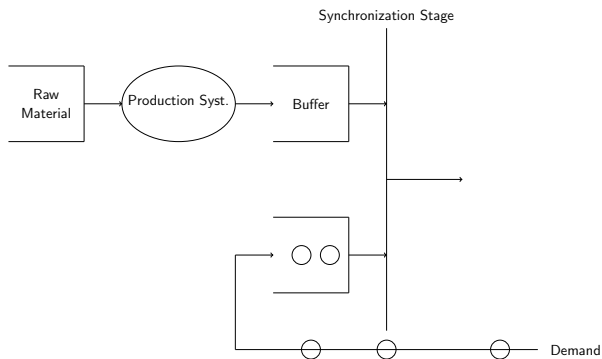 Synchronization Stage
Raw
Material
Production Syst.
Buffer
Demand